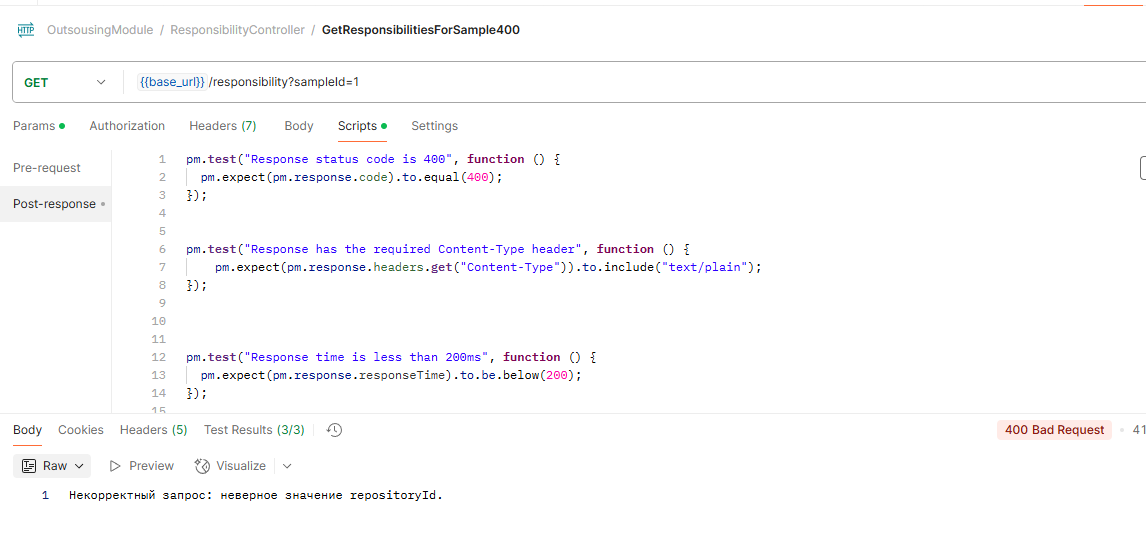 HTTP OutsousingModule / ResponsibilityController / GetResponsibilitiesForSample400
GET {{base_url}} /responsibility?sampleId=1
Params Authorization Headers (7) Body Scripts Settings
Pre-request
Post-response
1 pm.test("Response status code is 400", function () {
2 pm.expect(pm.response.code).to.equal(400);
3 });
4
5
6 pm.test("Response has the required Content-Type header", function () {
7 pm.expect(pm.response.headers.get("Content-Type")).to.include("text/plain");
8 });
9
10
11
12 pm.test("Response time is less than 200ms", function () {
13 pm.expect(pm.response.responseTime).to.be.below(200);
14 });
15
Body Cookies Headers (5) Test Results (3/3) 400 Bad Request 41
Raw Preview Visualize
1 Некорректный запрос: неверное значение repositoryId.